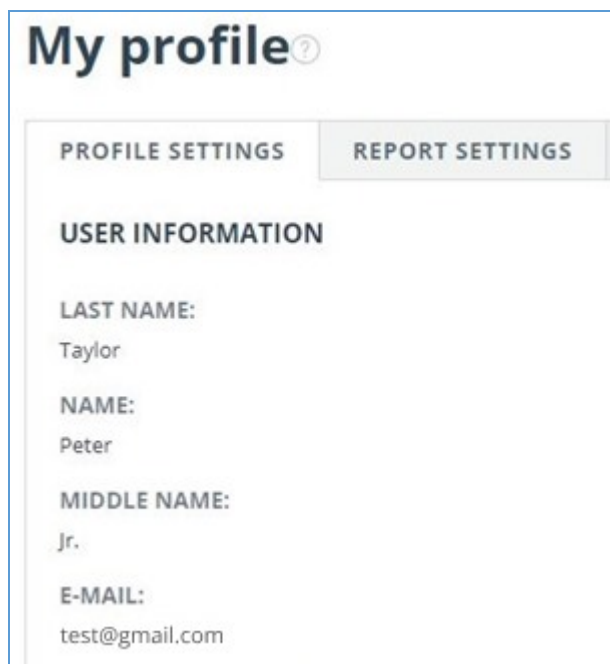 My profile ?
PROFILE SETTINGS REPORT SETTINGS
USER INFORMATION
LAST NAME:
Taylor
NAME:
Peter
MIDDLE NAME:
Jr.
E-MAIL:
test@gmail.com